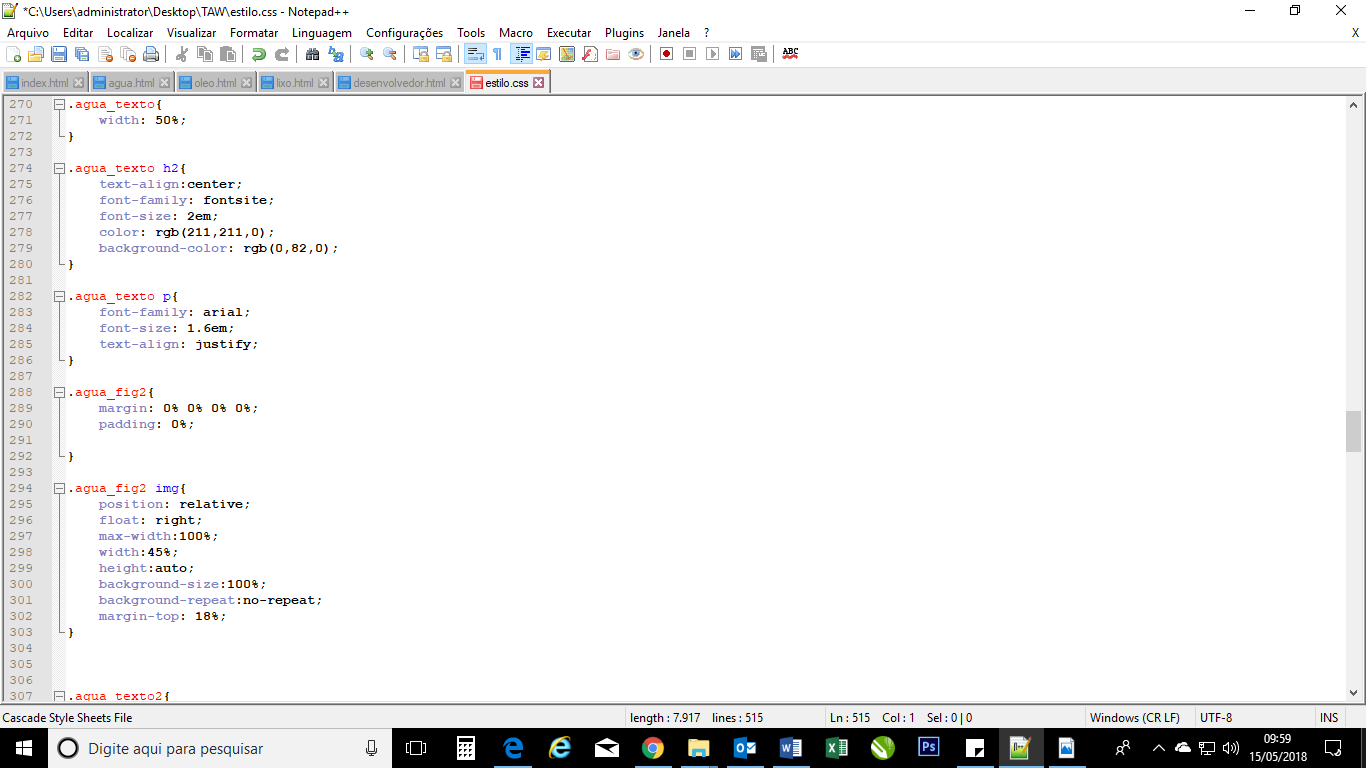 *C:\Users\administrator\Desktop\TAW\estilo.css - Notepad++
Arquivo Editar Localizar Visualizar Formatar Linguagem Configurações Tools Macro Executar Plugins Janela ? X
ABC
index.html agua.html oleo.html lixo.html desenvolvedor.html estilo.css
270 .agua_texto{
271 width: 50%;
272 }
273
274 .agua_texto h2{
275 text-align:center;
276 font-family: fontsite;
277 font-size: 2em;
278 color: rgb(211,211,0);
279 background-color: rgb(0,82,0);
280 }
281
282 .agua_texto p{
283 font-family: arial;
284 font-size: 1.6em;
285 text-align: justify;
286 }
287
288 .agua_fig2{
289 margin: 0% 0% 0% 0%;
290 padding: 0%;
291
292 }
293
294 .agua_fig2 img{
295 position: relative;
296 float: right;
297 max-width:100%;
298 width:45%;
299 height:auto;
300 background-size:100%;
301 background-repeat:no-repeat;
302 margin-top: 18%;
303 }
304
305
306
307 .agua_texto2{
Cascade Style Sheets File length : 7.917 lines : 515 Ln : 515 Col : 1 Sel : 0 | 0 Windows (CR LF) UTF-8 INS
Digite aqui para pesquisar
Ps
09:59
15/05/2018